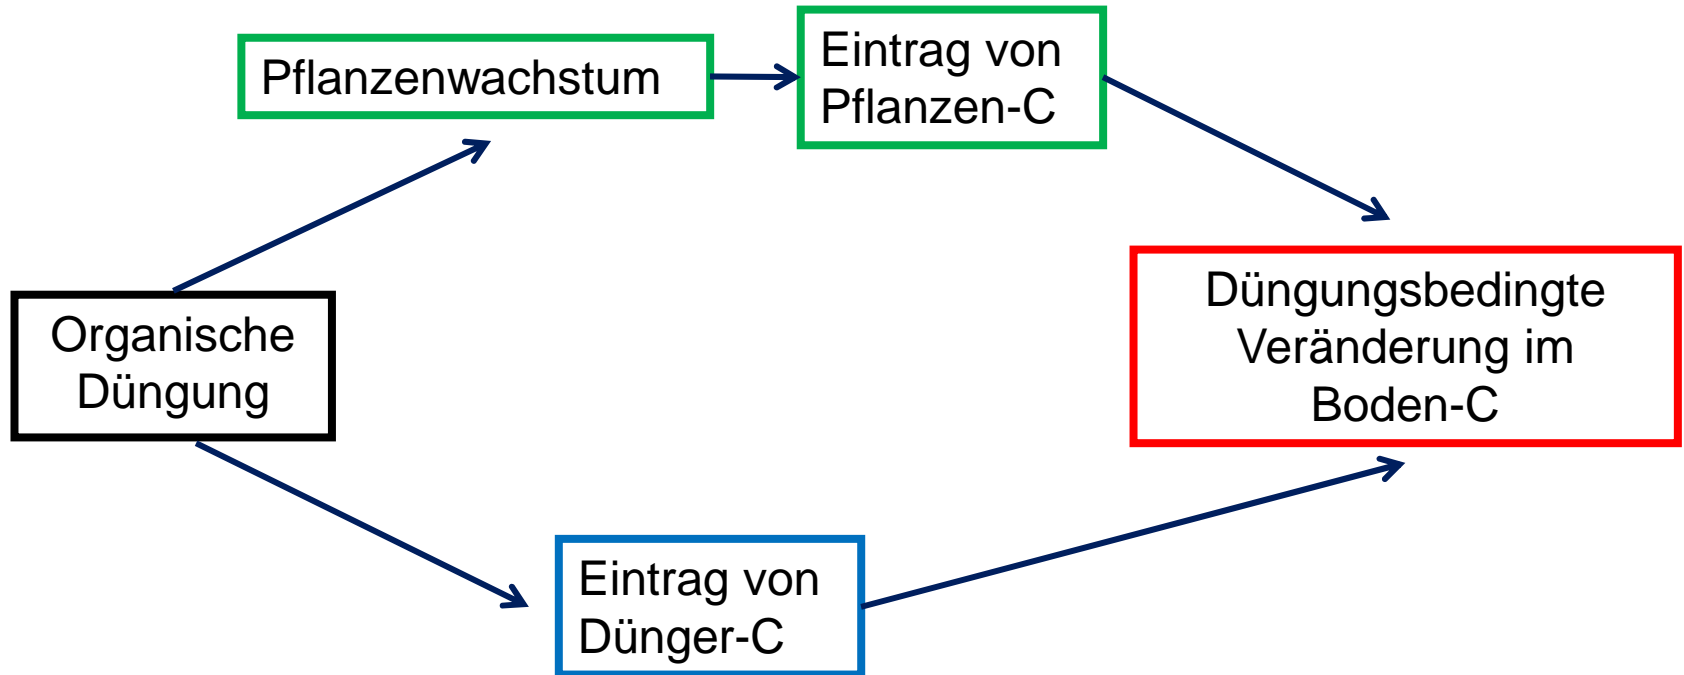 Pflanzenwachstum
Eintrag von
Pflanzen-C
Organische
Düngung
Düngungsbedingte
Veränderung im
Boden-C
Eintrag von
Dünger-C